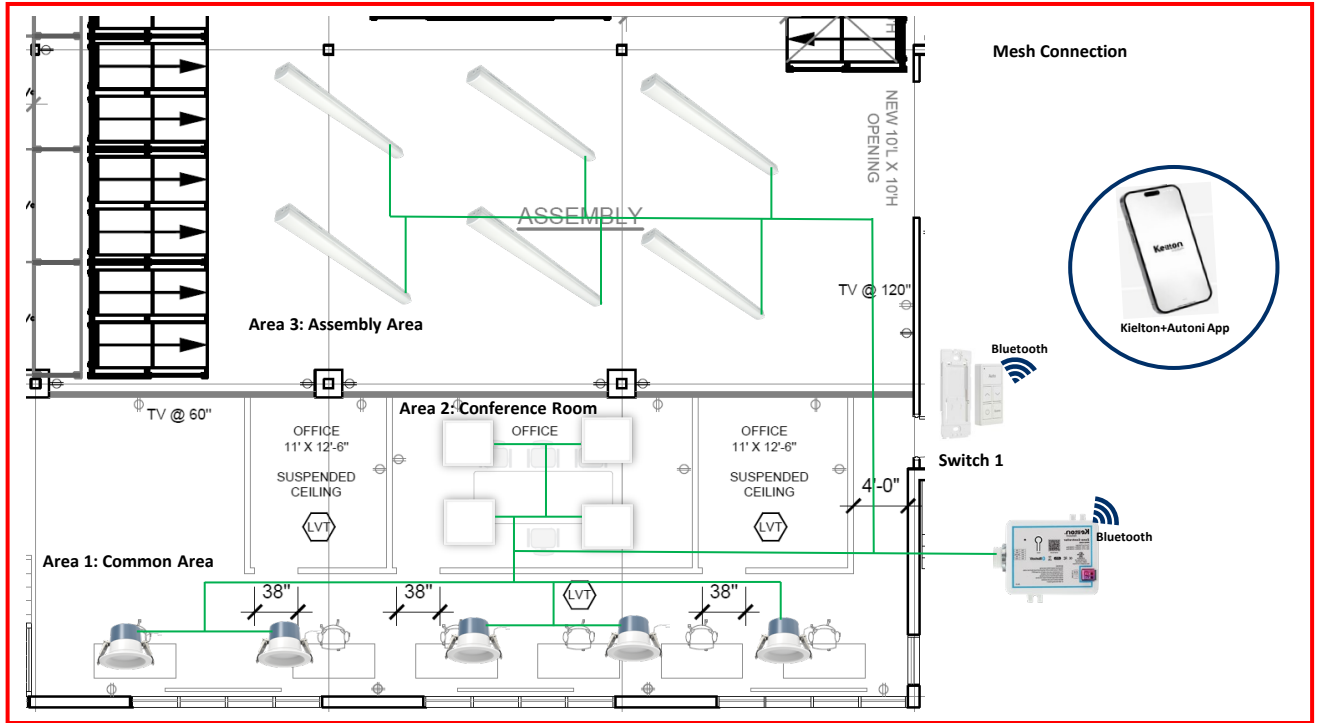 Mesh Connection
NEW 10'L X 10'H
OPENING
ASSEMBLY
TV @ 120"
Keilton
Kielton+Autoni App
Area 3: Assembly Area
Bluetooth
Switch 1
TV @ 60"
Area 2: Conference Room
OFFICE
11' X 12'-6"
SUSPENDED
CEILING
LVT
OFFICE
OFFICE
11' X 12'-6"
SUSPENDED
CEILING
LVT
4'-0"
Bluetooth
Area 1: Common Area
38"
38"
LVT
38"